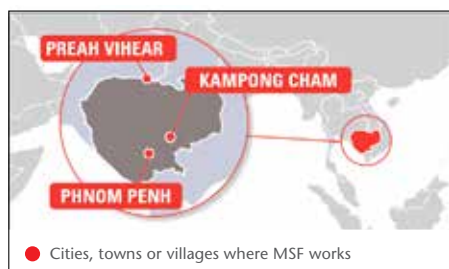 PREAH VIHEAR
KAMPONG CHAM
PHNOM PENH
Cities, towns or villages where MSF works